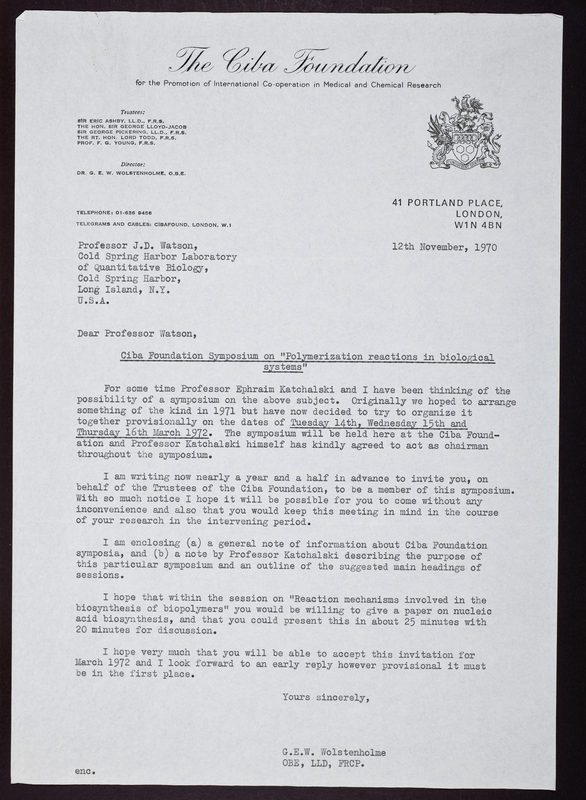 The Ciba Foundation
for the Promotion of International Co-operation in Medical and Chemical Research
Trustees:
SIR ERIC ASHBY, LL.D., F.R.S.
THE HON. SIR GEORGE LLOYD-JACOB
SIR GEORGE PICKERING, LL.D., F.R.S.
THE RT. HON. LORD TODD, F.R.S.
PROF. F. G. YOUNG, F.R.S.
Director:
DR. G. E. W. WOLSTENHOLME, O.B.E.
TELEPHONE: 01-636 9456
TELEGRAMS AND CABLES: CIBAFOUND, LONDON, W.1
41 PORTLAND PLACE,
LONDON,
W1N 4BN
12th November, 1970
Professor J.D. Watson,
Cold Spring Harbor Laboratory
of Quantitative Biology,
Cold Spring Harbor,
Long Island, N.Y.
U.S.A.
Dear Professor Watson,
Ciba Foundation Symposium on "Polymerization reactions in biological
systems"
For some time Professor Ephraim Katchalski and I have been thinking of the
possibility of a symposium on the above subject. Originally we hoped to arrange
something of the kind in 1971 but have now decided to try to organize it
together provisionally on the dates of Tuesday 14th, Wednesday 15th and
Thursday 16th March 1972. The symposium will be held here at the Ciba Found-
ation and Professor Katchalski himself has kindly agreed to act as chairman
throughout the symposium.
I am writing now nearly a year and a half in advance to invite you, on
behalf of the Trustees of the Ciba Foundation, to be a member of this symposium.
With so much notice I hope it will be possible for you to come without any
inconvenience and also that you would keep this meeting in mind in the course
of your research in the intervening period.
I am enclosing (a) a general note of information about Ciba Foundation
symposia, and (b) a note by Professor Katchalski describing the purpose of
this particular symposium and an outline of the suggested main headings of
sessions.
I hope that within the session on "Reaction mechanisms involved in the
biosynthesis of biopolymers" you would be willing to give a paper on nucleic
acid biosynthesis, and that you could present this in about 25 minutes with
20 minutes for discussion.
I hope very much that you will be able to accept this invitation for
March 1972 and I look forward to an early reply however provisional it must
be in the first place.
Yours sincerely,
G.E.W. Wolstenholme
OBE, LLD, FRCP.
enc.